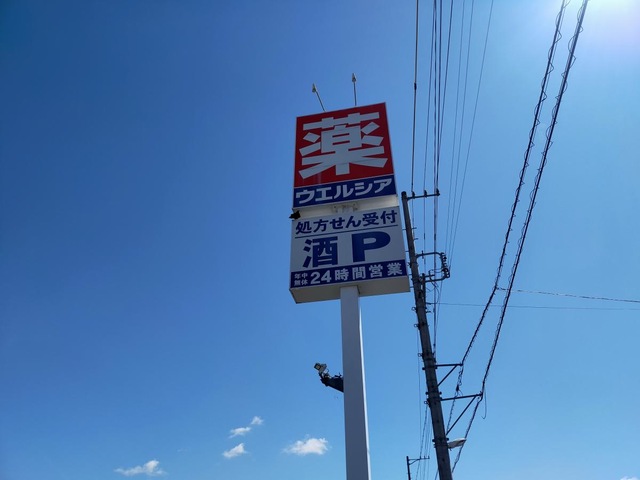 薬
ウエルシア
処方せん受付
酒 P
年中無休 24時間営業